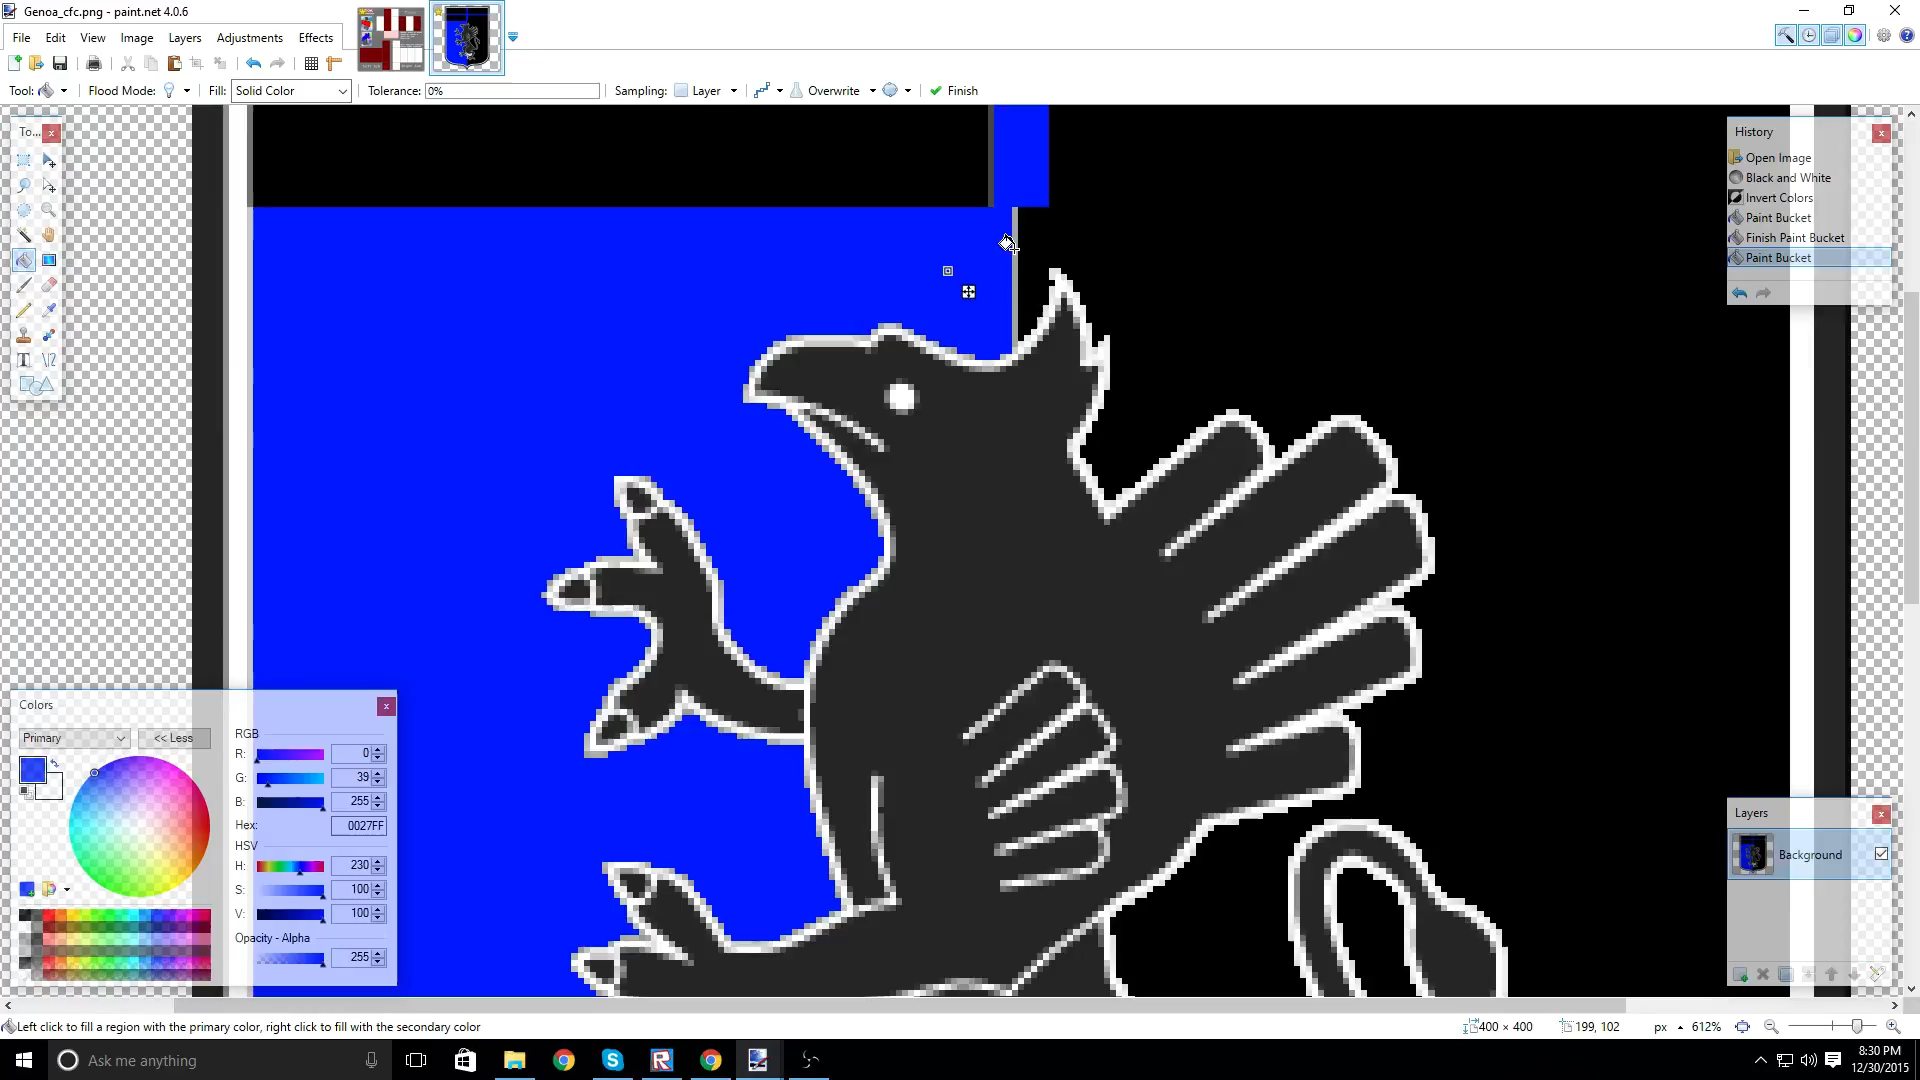 Genoa_cfc.png - paint.net 4.0.6
File Edit View Image Layers Adjustments Effects
Tool: Flood Mode: Fill: Solid Color Tolerance: 0% Sampling: Layer Overwrite Finish
To... x
History x
Open Image
Black and White
Invert Colors
Paint Bucket
Finish Paint Bucket
Paint Bucket
Colors x
Primary << Less
RGB
R: 0
G: 39
B: 255
Hex: 0027FF
HSV
H: 230
S: 100
V: 100
Opacity - Alpha
255
Layers x
Background
Left click to fill a region with the primary color, right click to fill with the secondary color
400 × 400 199, 102 px 612%
Ask me anything
8:30 PM
12/30/2015